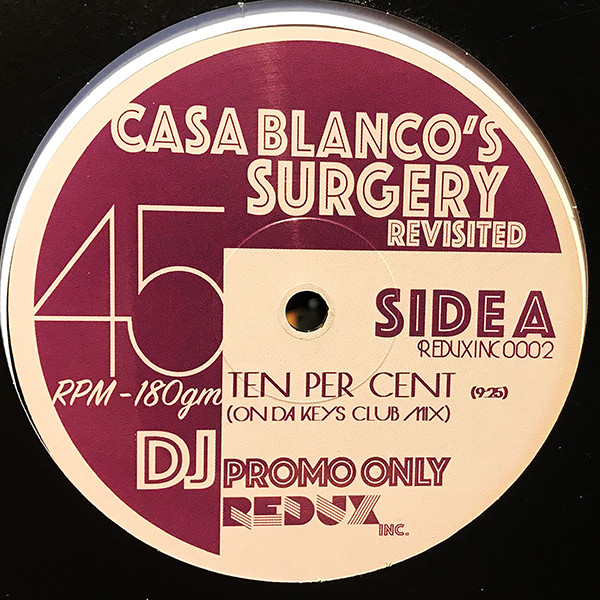 CASA BLANCO'S
SURGERY
REVISITED
45
RPM - 180gm
SIDE A
REDUXINC0002
TEN PER CENT (9:25)
(ON DA KEYS CLUB MIX)
DJ PROMO ONLY
REDUX INC.